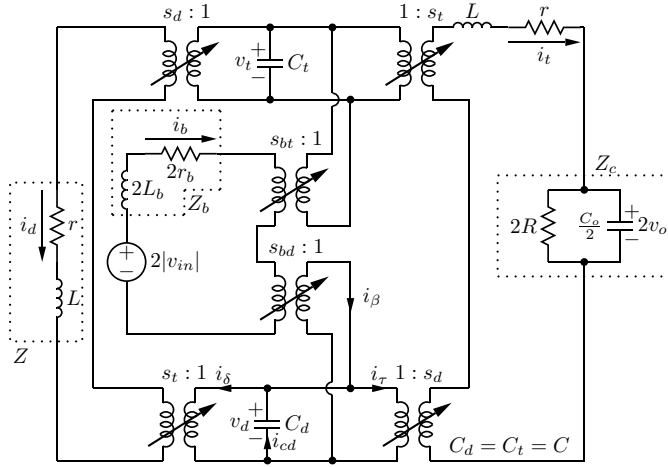 s_d : 1
1 : s_t
L
r
i_t
v_t
+
−
C_t
i_b
2r_b
s_bt : 1
2L_b
Z_b
Z_c
i_d
r
+
−
2|v_in|
s_bd : 1
2R
C_o/2
+
−
2v_o
L
i_β
Z
s_t : 1
i_δ
i_τ
1 : s_d
v_d
+
−
C_d
i_cd
C_d = C_t = C